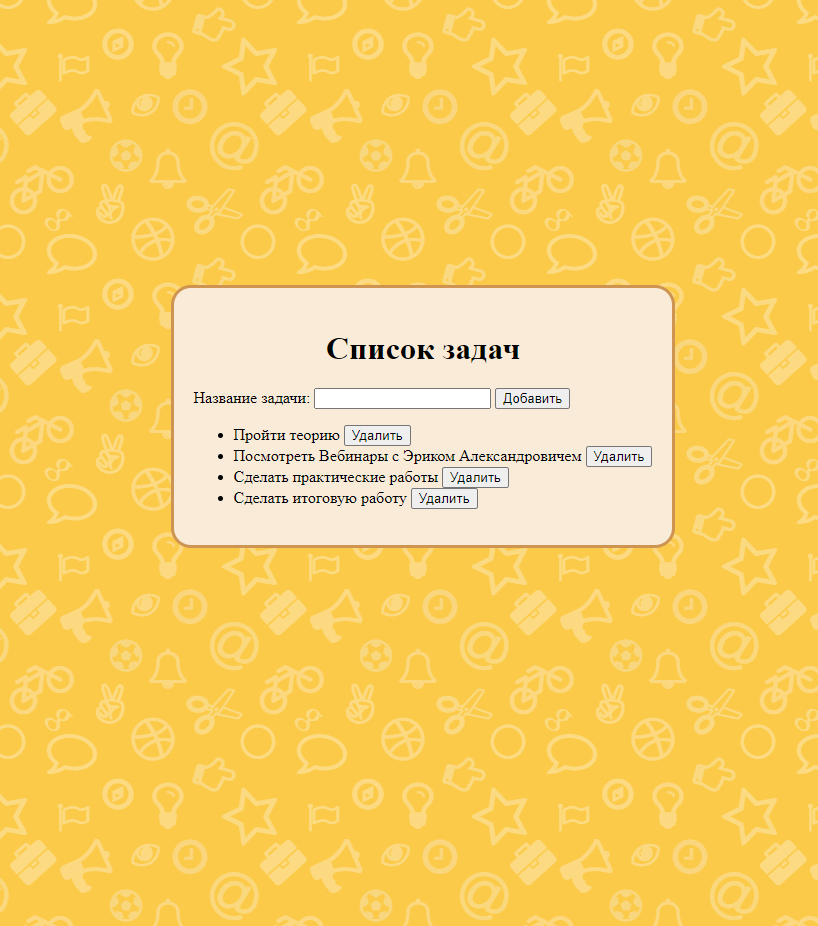 Список задач
Название задачи: Добавить
Пройти теорию Удалить
Посмотреть Вебинары с Эриком Александровичем Удалить
Сделать практические работы Удалить
Сделать итоговую работу Удалить